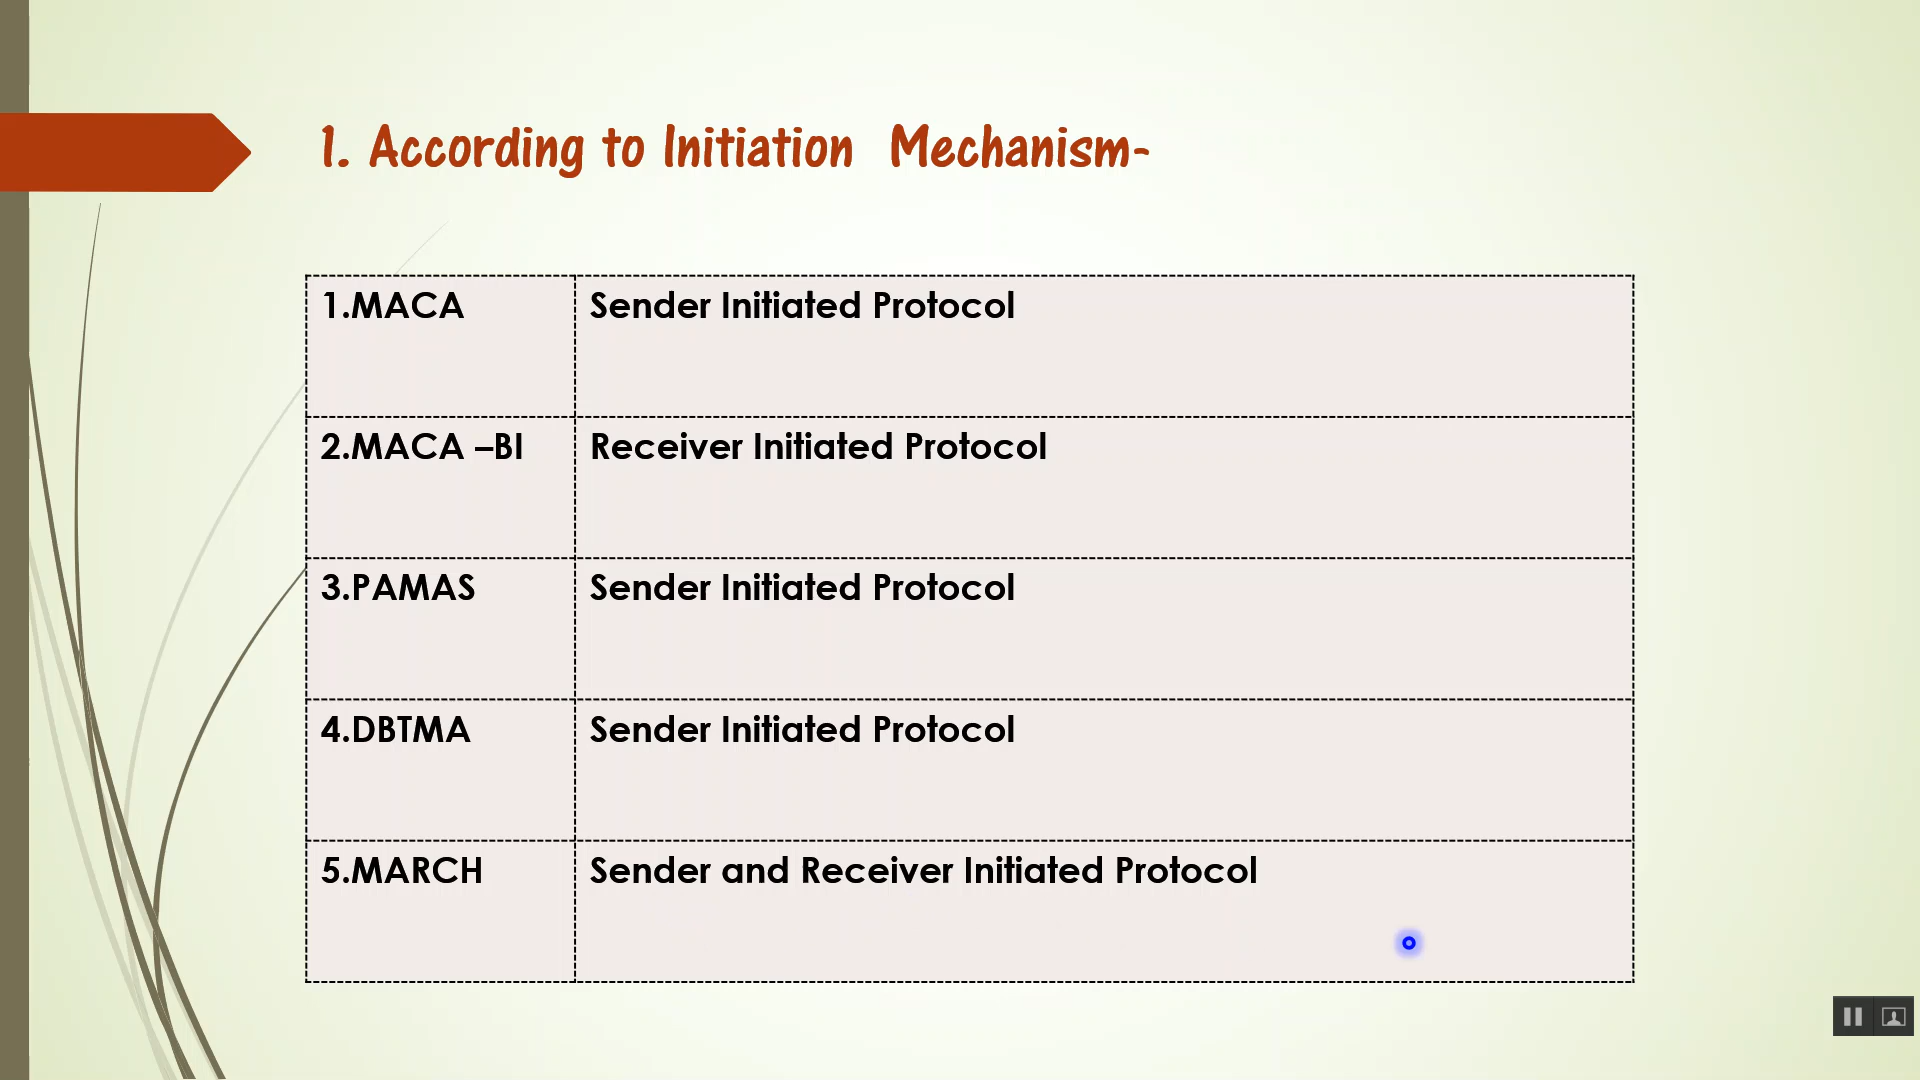 1. According to Initiation Mechanism-
1.MACA Sender Initiated Protocol
2.MACA –BI Receiver Initiated Protocol
3.PAMAS Sender Initiated Protocol
4.DBTMA Sender Initiated Protocol
5.MARCH Sender and Receiver Initiated Protocol